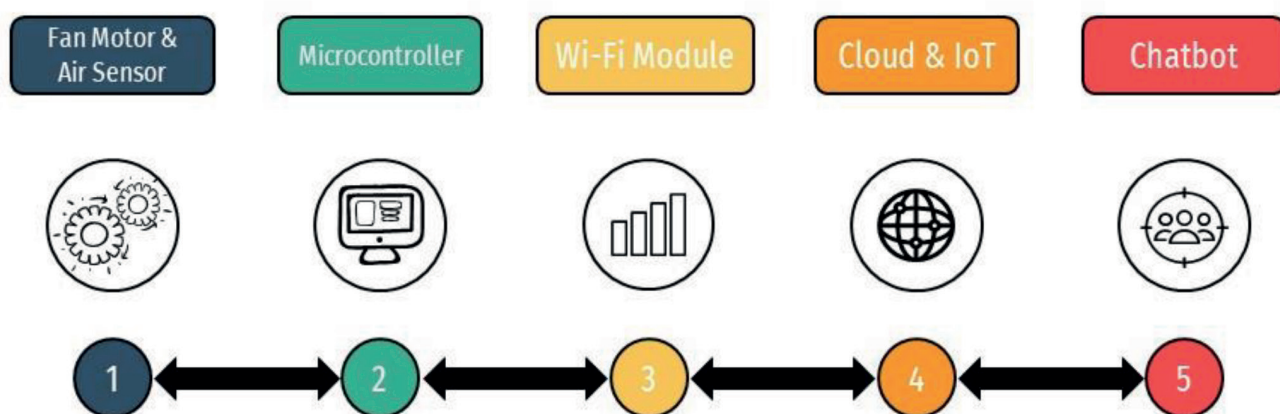 Fan Motor &
Air Sensor
Microcontroller
Wi-Fi Module
Cloud & IoT
Chatbot
1
2
3
4
5